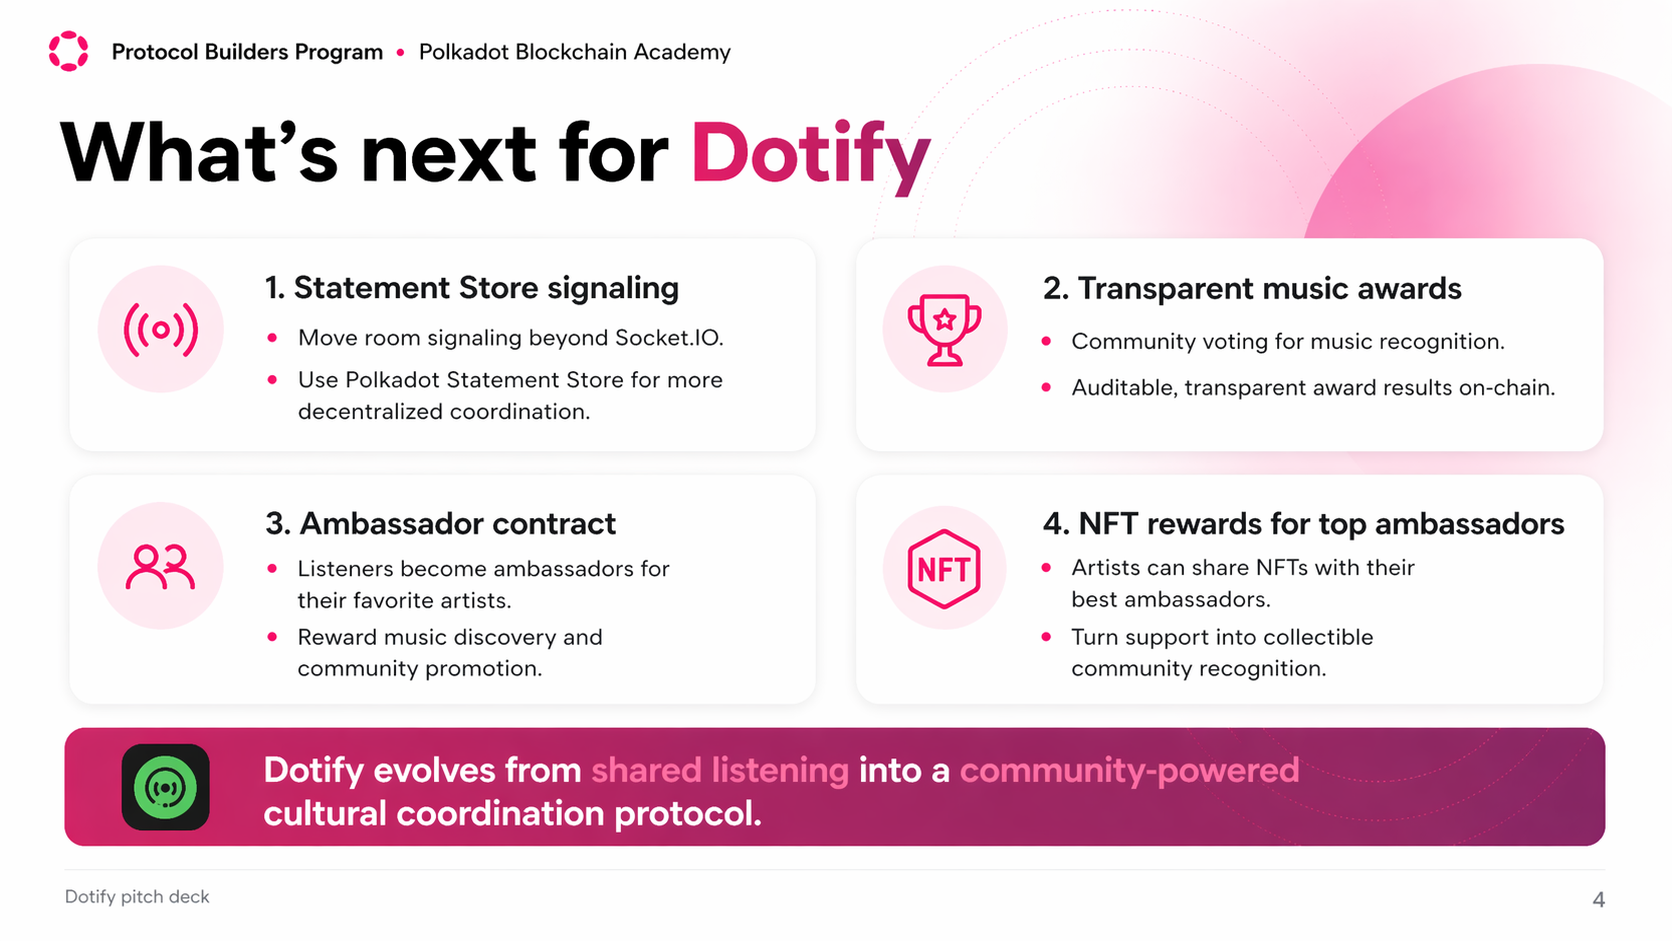 Protocol Builders Program • Polkadot Blockchain Academy
What’s next for Dotify
1. Statement Store signaling
• Move room signaling beyond Socket.IO.
• Use Polkadot Statement Store for more
decentralized coordination.
2. Transparent music awards
• Community voting for music recognition.
• Auditable, transparent award results on-chain.
3. Ambassador contract
• Listeners become ambassadors for
their favorite artists.
• Reward music discovery and
community promotion.
NFT
4. NFT rewards for top ambassadors
• Artists can share NFTs with their
best ambassadors.
• Turn support into collectible
community recognition.
Dotify evolves from shared listening into a community-powered
cultural coordination protocol.
Dotify pitch deck
4